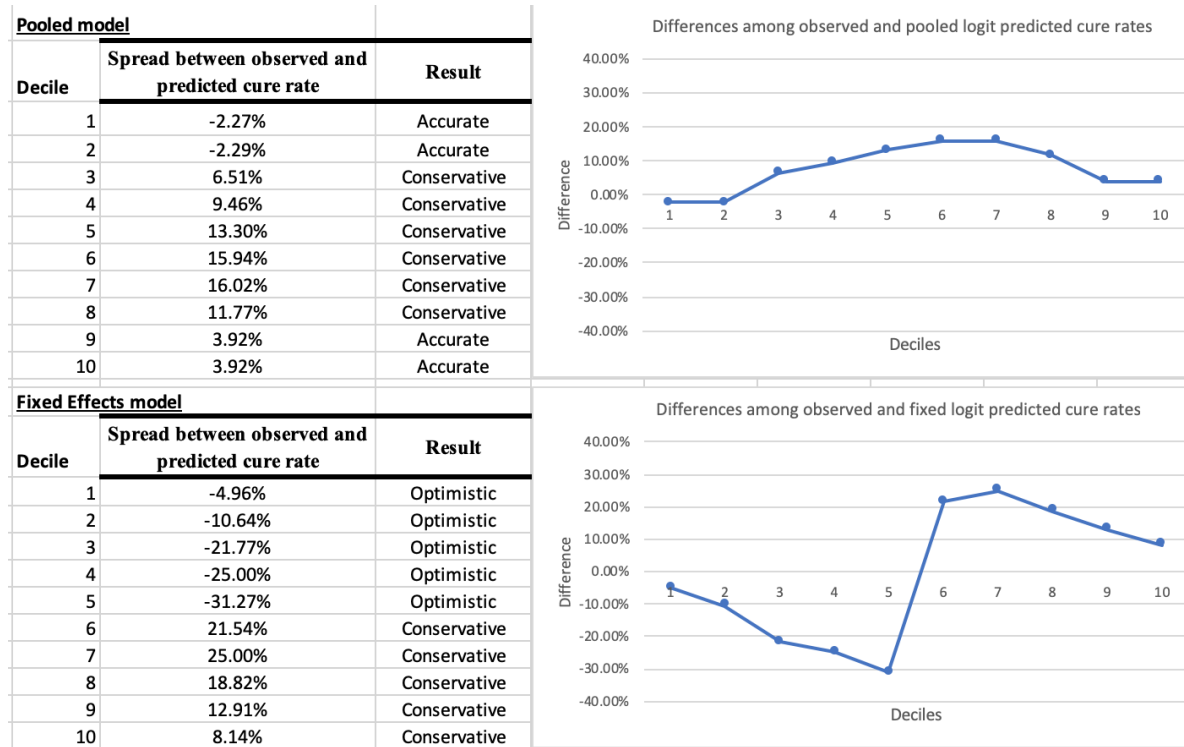 Pooled model
Decile Spread between observed and predicted cure rate Result
1 -2.27% Accurate
2 -2.29% Accurate
3 6.51% Conservative
4 9.46% Conservative
5 13.30% Conservative
6 15.94% Conservative
7 16.02% Conservative
8 11.77% Conservative
9 3.92% Accurate
10 3.92% Accurate
Differences among observed and pooled logit predicted cure rates
40.00%
30.00%
20.00%
10.00%
0.00%
-10.00%
-20.00%
-30.00%
-40.00%
Difference
1 2 3 4 5 6 7 8 9 10
Deciles
Fixed Effects model
Decile Spread between observed and predicted cure rate Result
1 -4.96% Optimistic
2 -10.64% Optimistic
3 -21.77% Optimistic
4 -25.00% Optimistic
5 -31.27% Optimistic
6 21.54% Conservative
7 25.00% Conservative
8 18.82% Conservative
9 12.91% Conservative
10 8.14% Conservative
Differences among observed and fixed logit predicted cure rates
40.00%
30.00%
20.00%
10.00%
0.00%
-10.00%
-20.00%
-30.00%
-40.00%
Difference
1 2 3 4 5 6 7 8 9 10
Deciles